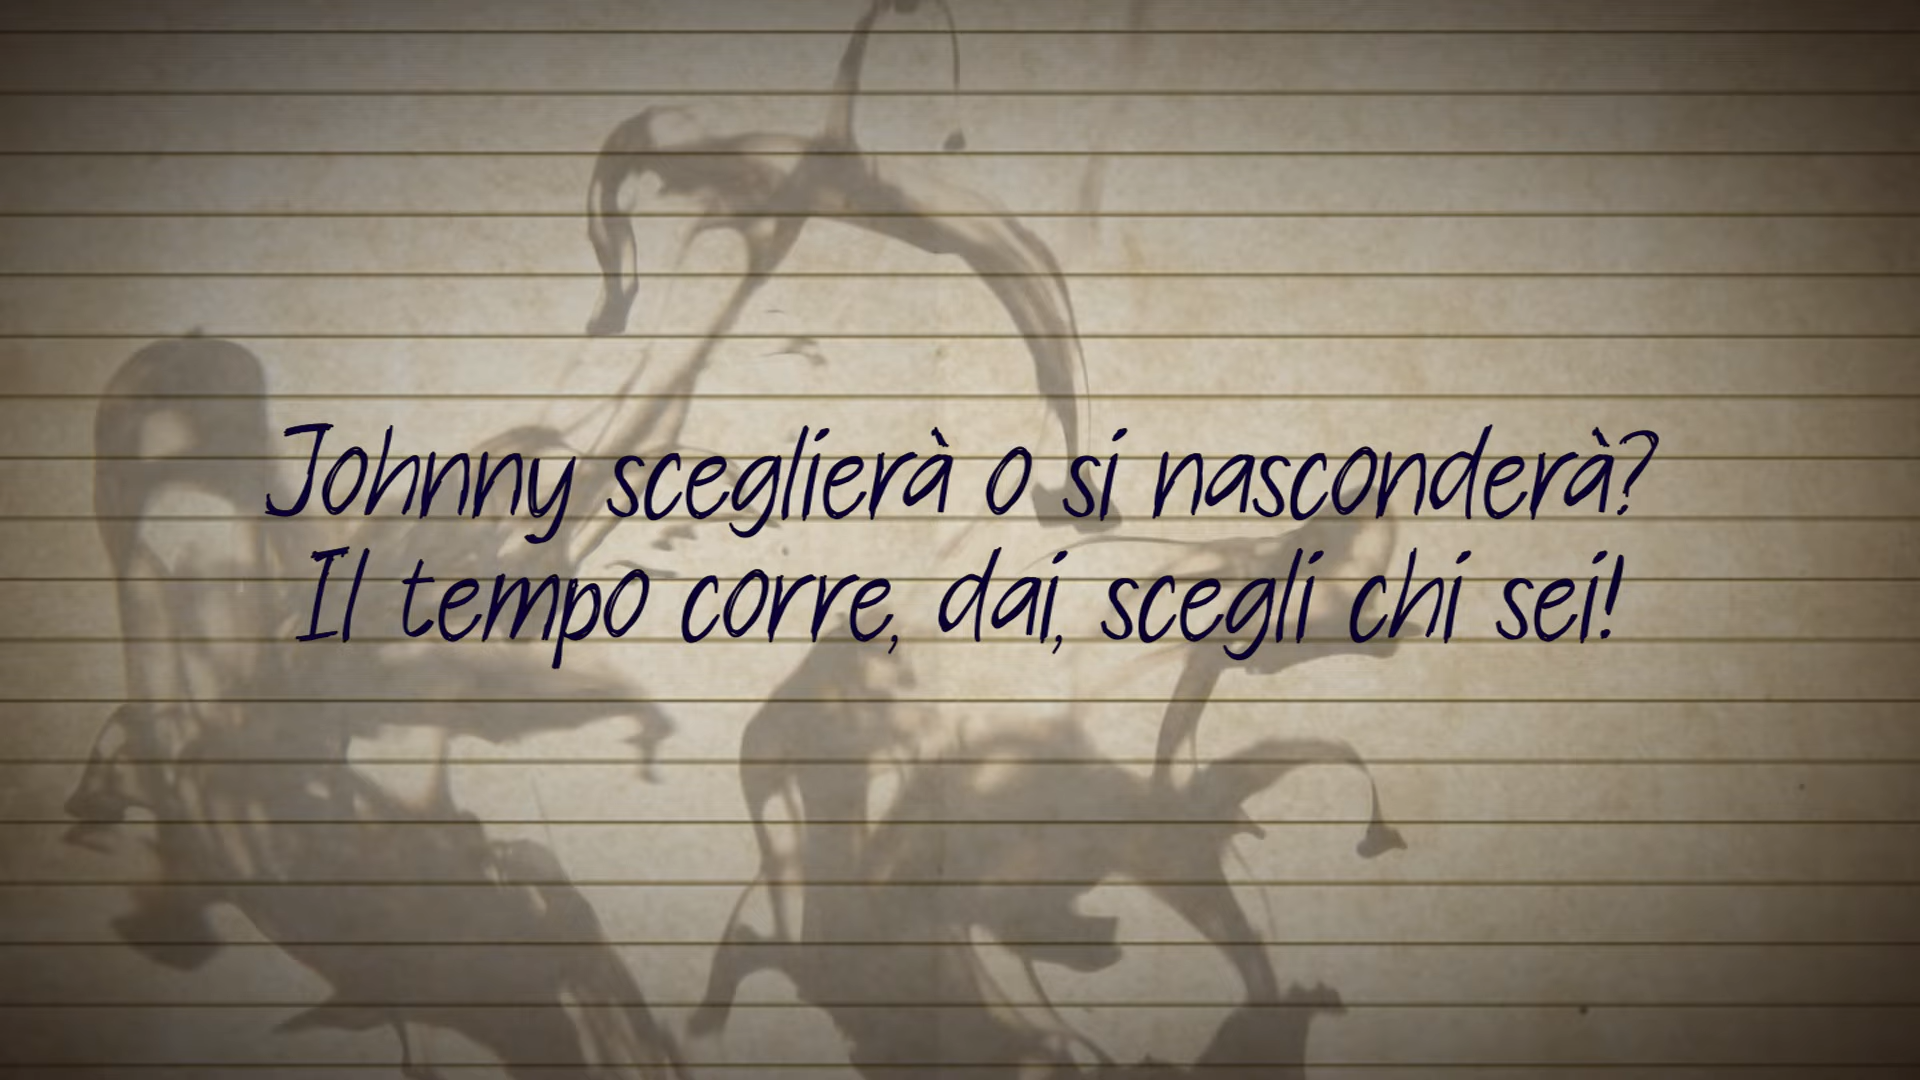 Johnny sceglierà o si nasconderà?
Il tempo corre, dai, scegli chi sei!